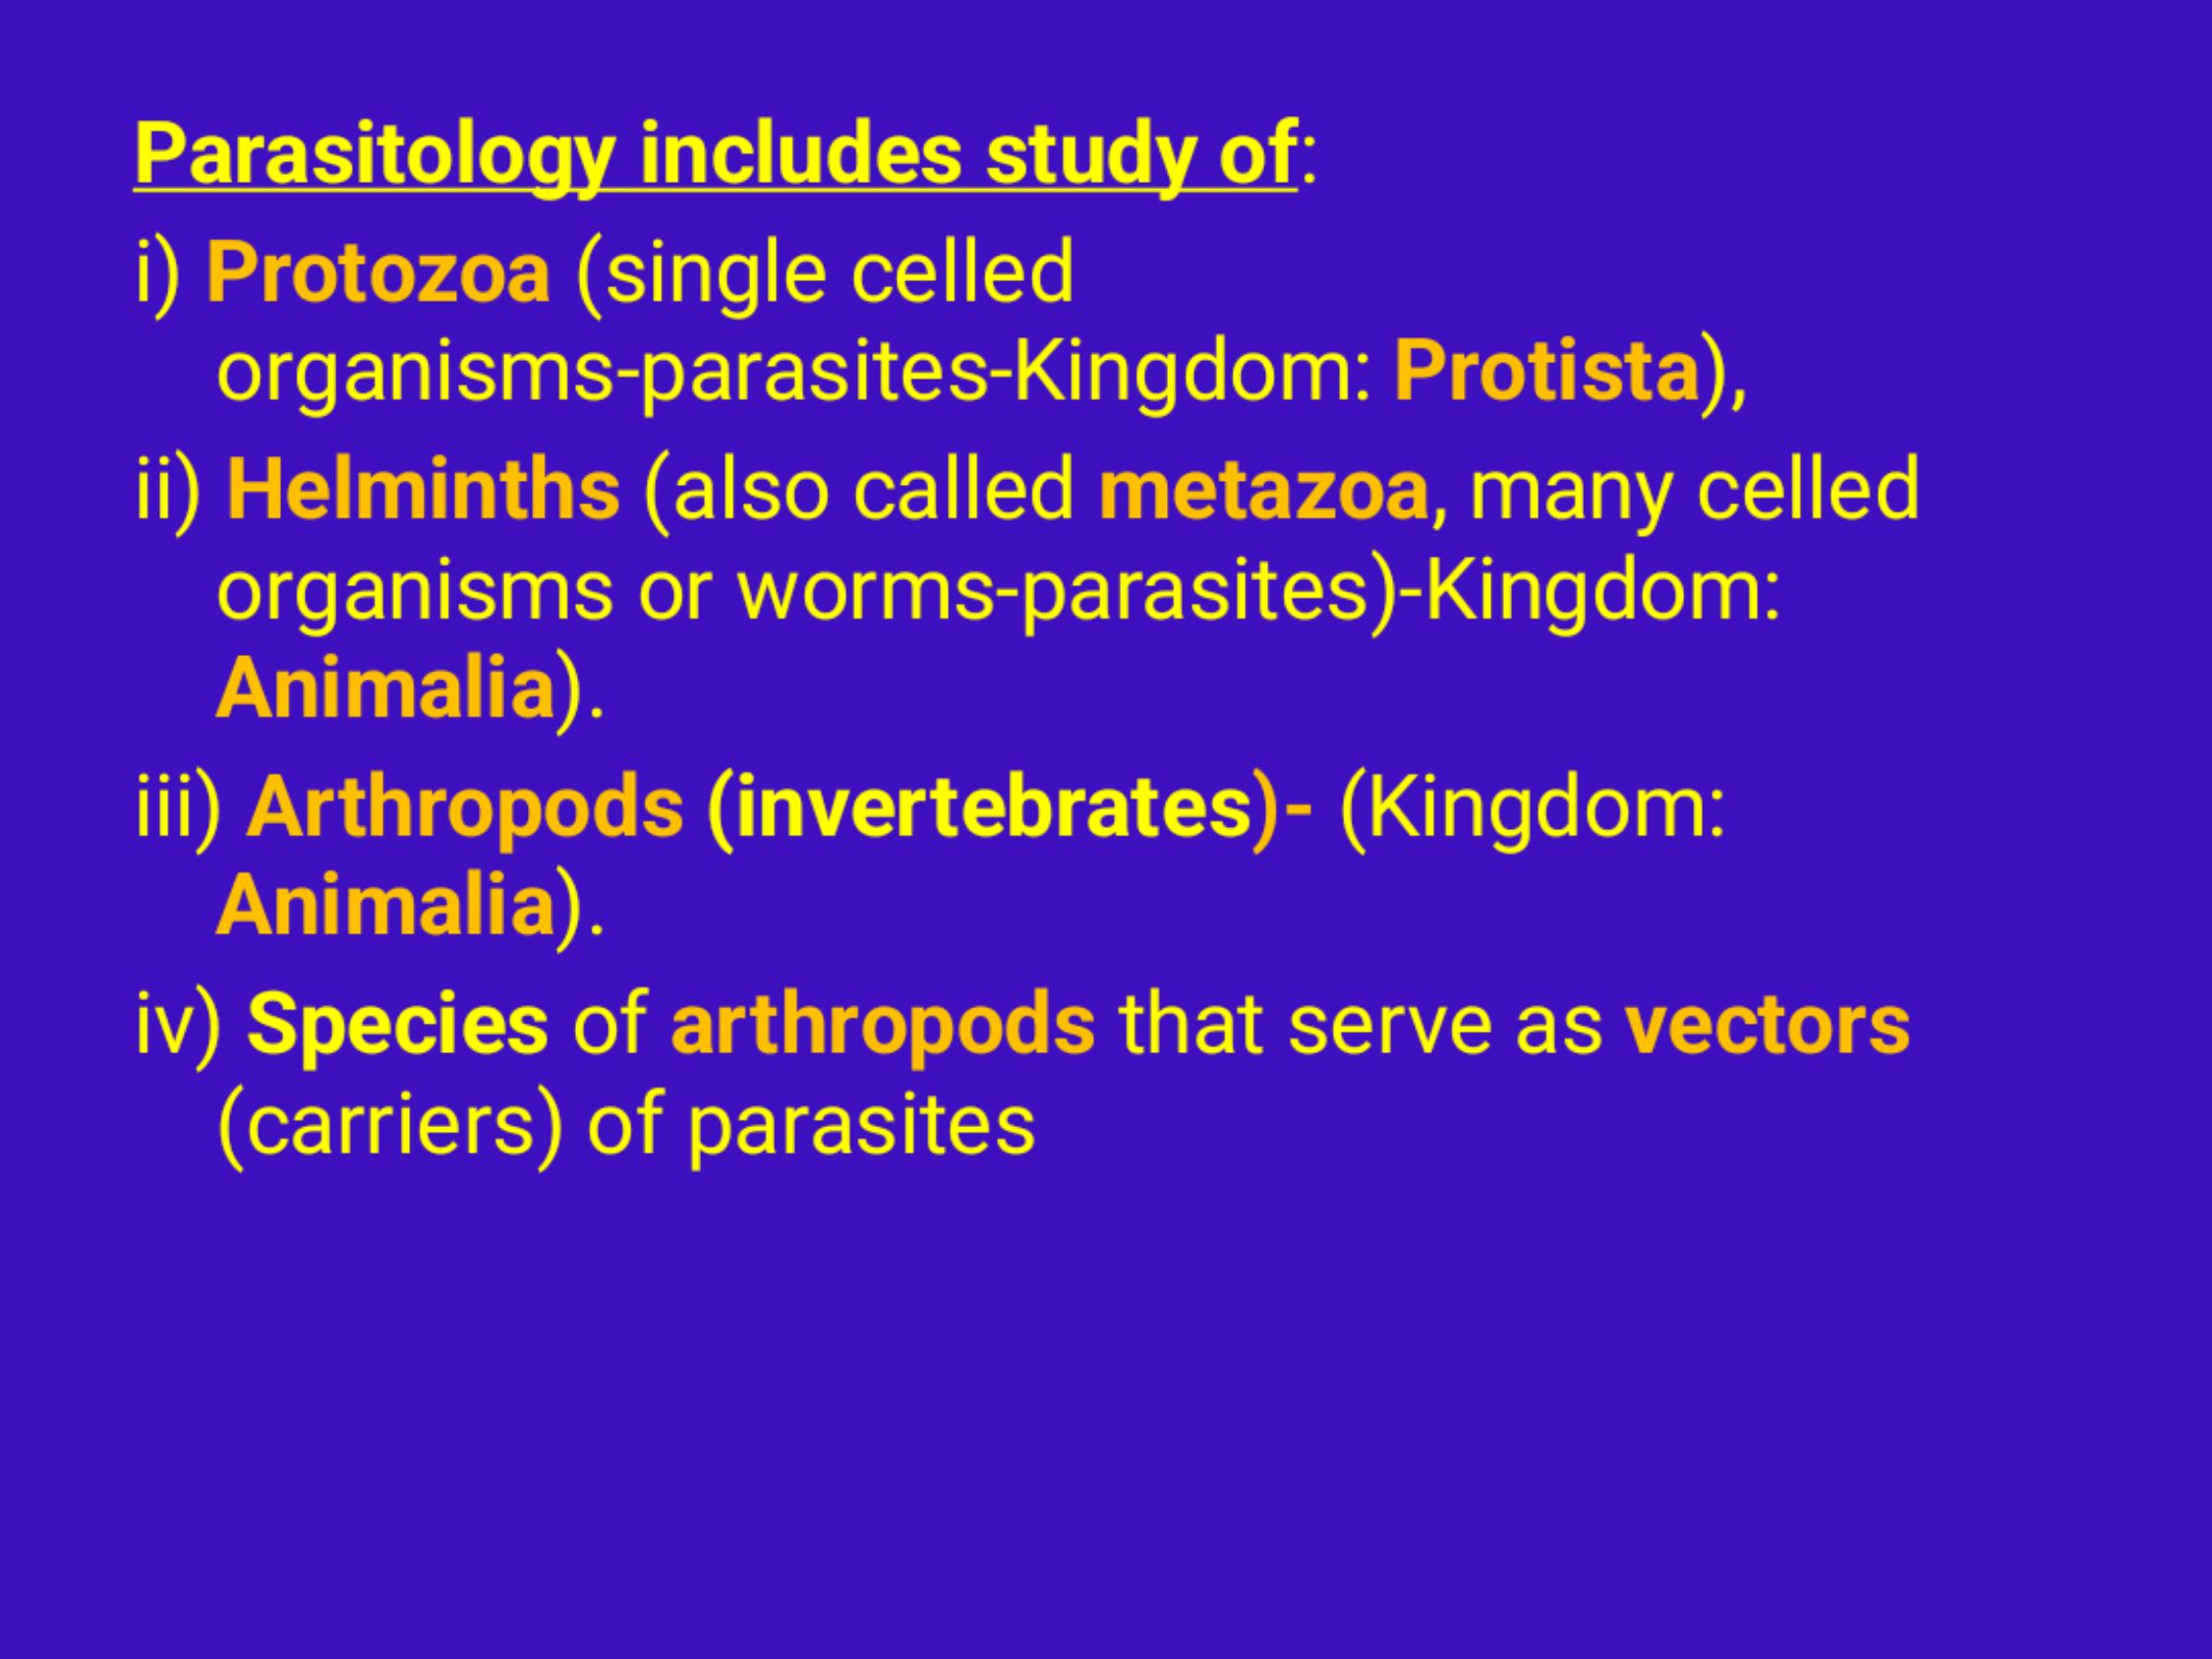 Parasitology includes study of:
i) Protozoa (single celled
organisms-parasites-Kingdom: Protista),
ii) Helminths (also called metazoa, many celled
organisms or worms-parasites)-Kingdom:
Animalia).
iii) Arthropods (invertebrates)- (Kingdom:
Animalia).
iv) Species of arthropods that serve as vectors
(carriers) of parasites